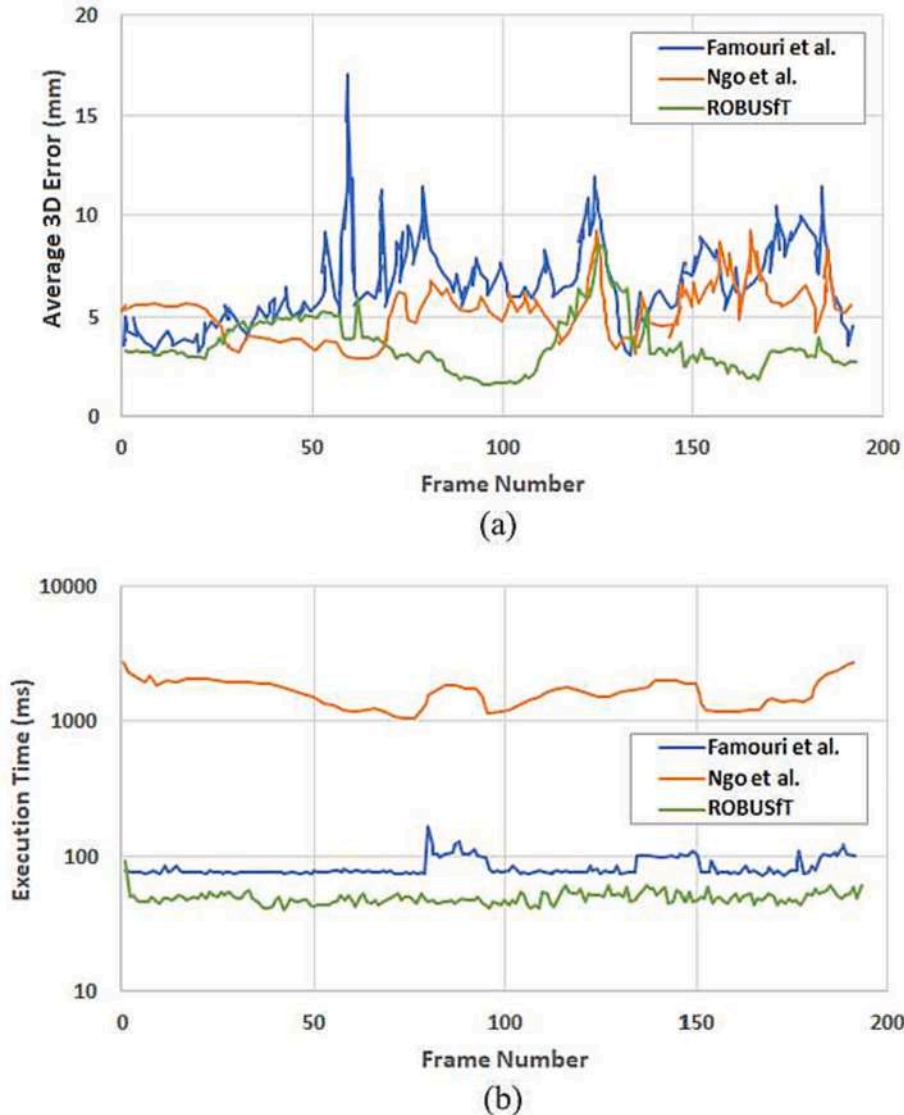 20
15
10
5
0
Average 3D Error (mm)
Famouri et al.
Ngo et al.
ROBUSfT
0 50 100 150 200
Frame Number
(a)
10000
1000
100
10
Execution Time (ms)
Famouri et al.
Ngo et al.
ROBUSfT
0 50 100 150 200
Frame Number
(b)